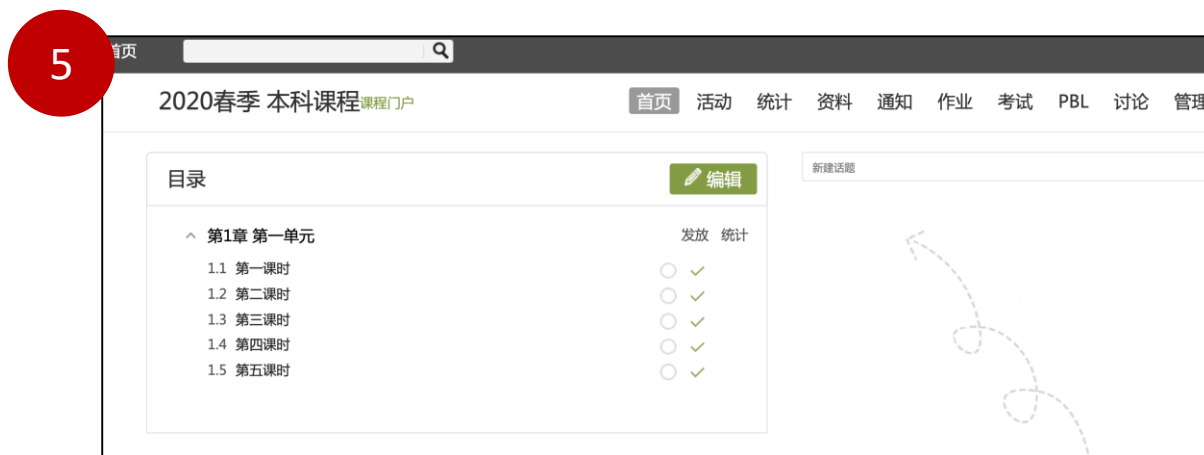 5
首页
2020春季 本科课程课程门户
首页 活动 统计 资料 通知 作业 考试 PBL 讨论 管理
目录
编辑
新建话题
第1章 第一单元
发放 统计
1.1 第一课时
1.2 第二课时
1.3 第三课时
1.4 第四课时
1.5 第五课时